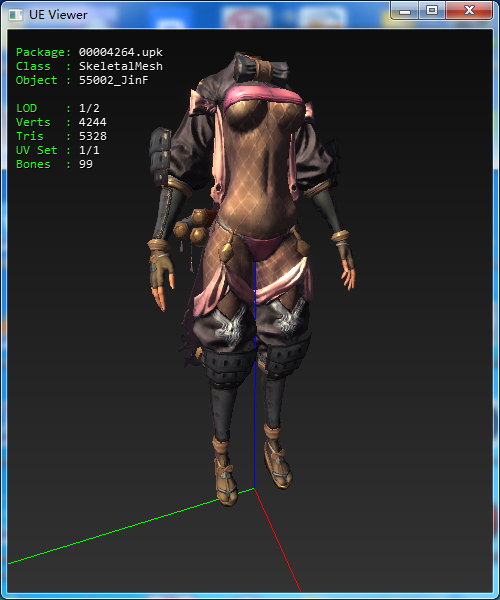 UE Viewer
Package: 00004264.upk
Class : SkeletalMesh
Object : 55002_JinF
LOD : 1/2
Verts : 4244
Tris : 5328
UV Set : 1/1
Bones : 99